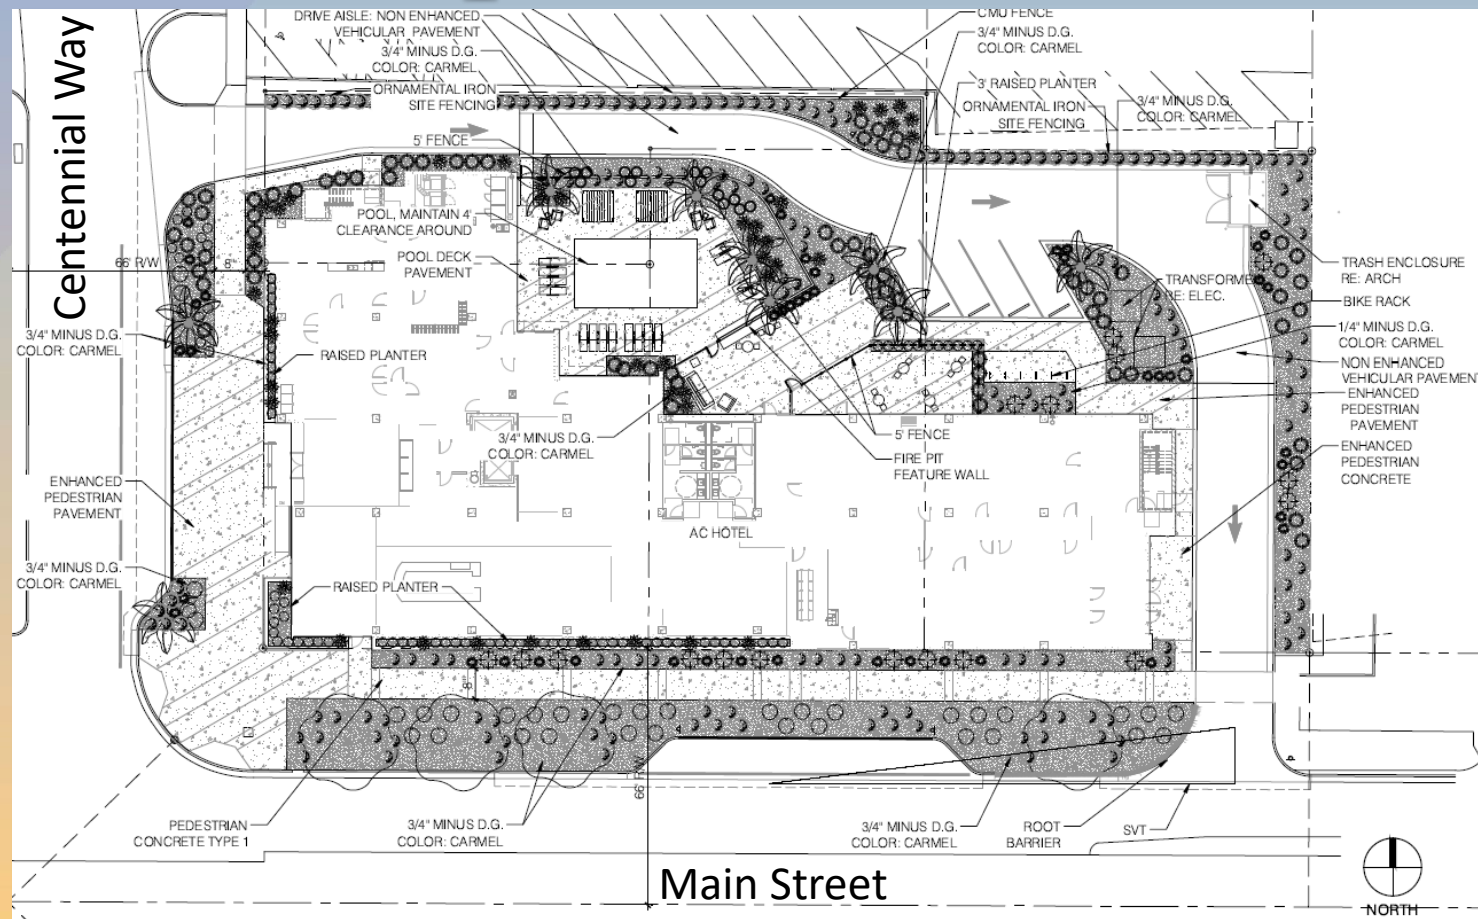 Centennial Way
DRIVE AISLE: NON ENHANCED
VEHICULAR PAVEMENT
3/4" MINUS D.G.
COLOR: CARMEL
ORNAMENTAL IRON
SITE FENCING
5' FENCE
CMU FENCE
3/4" MINUS D.G.
COLOR: CARMEL
3' RAISED PLANTER
ORNAMENTAL IRON
SITE FENCING
3/4" MINUS D.G.
COLOR: CARMEL
POOL, MAINTAIN 4'
CLEARANCE AROUND
POOL DECK
PAVEMENT
66' R/W
8'
TRASH ENCLOSURE
RE: ARCH
TRANSFORMER
RE: ELEC.
BIKE RACK
1/4" MINUS D.G.
COLOR: CARMEL
NON ENHANCED
VEHICULAR PAVEMENT
ENHANCED
PEDESTRIAN
PAVEMENT
ENHANCED
PEDESTRIAN
CONCRETE
3/4" MINUS D.G.
COLOR: CARMEL
RAISED PLANTER
3/4" MINUS D.G.
COLOR: CARMEL
5' FENCE
FIRE PIT
FEATURE WALL
ENHANCED
PEDESTRIAN
PAVEMENT
AC HOTEL
3/4" MINUS D.G.
COLOR: CARMEL
RAISED PLANTER
8'
66' R/W
PEDESTRIAN
CONCRETE TYPE 1
3/4" MINUS D.G.
COLOR: CARMEL
3/4" MINUS D.G.
COLOR: CARMEL
ROOT
BARRIER
SVT
Main Street
NORTH